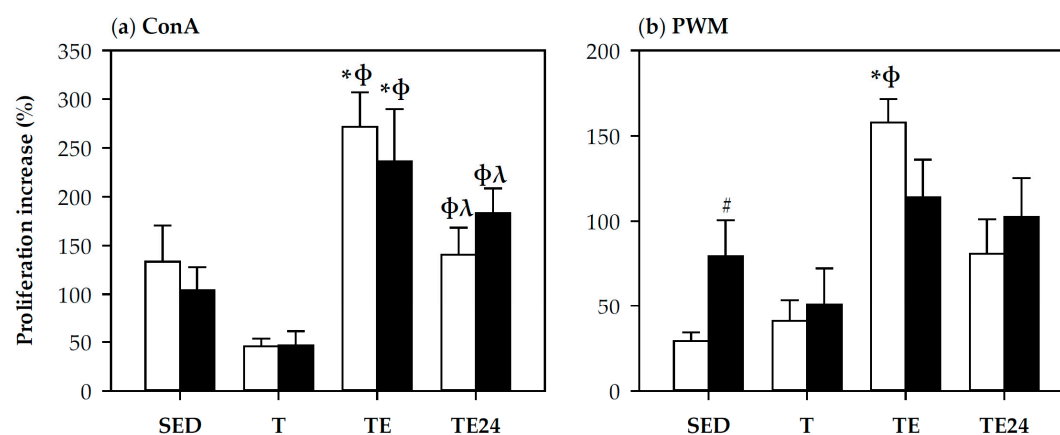 (a) ConA
(b) PWM
Proliferation increase (%)
350
300
250
200
150
100
50
0
*ϕ
*ϕ
ϕλ
ϕλ
SED
T
TE
TE24
200
150
100
50
0
#
*ϕ
SED
T
TE
TE24